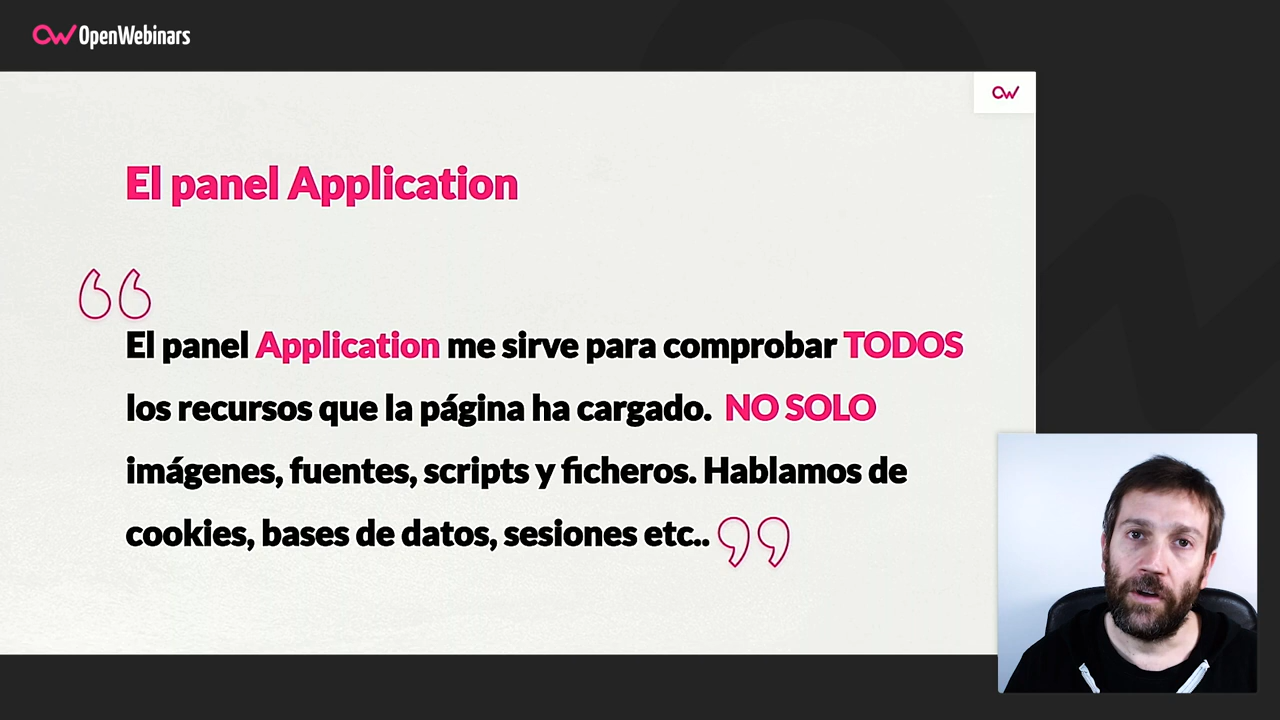 OpenWebinars
El panel Application
El panel Application me sirve para comprobar TODOS
los recursos que la página ha cargado. NO SOLO
imágenes, fuentes, scripts y ficheros. Hablamos de
cookies, bases de datos, sesiones etc..